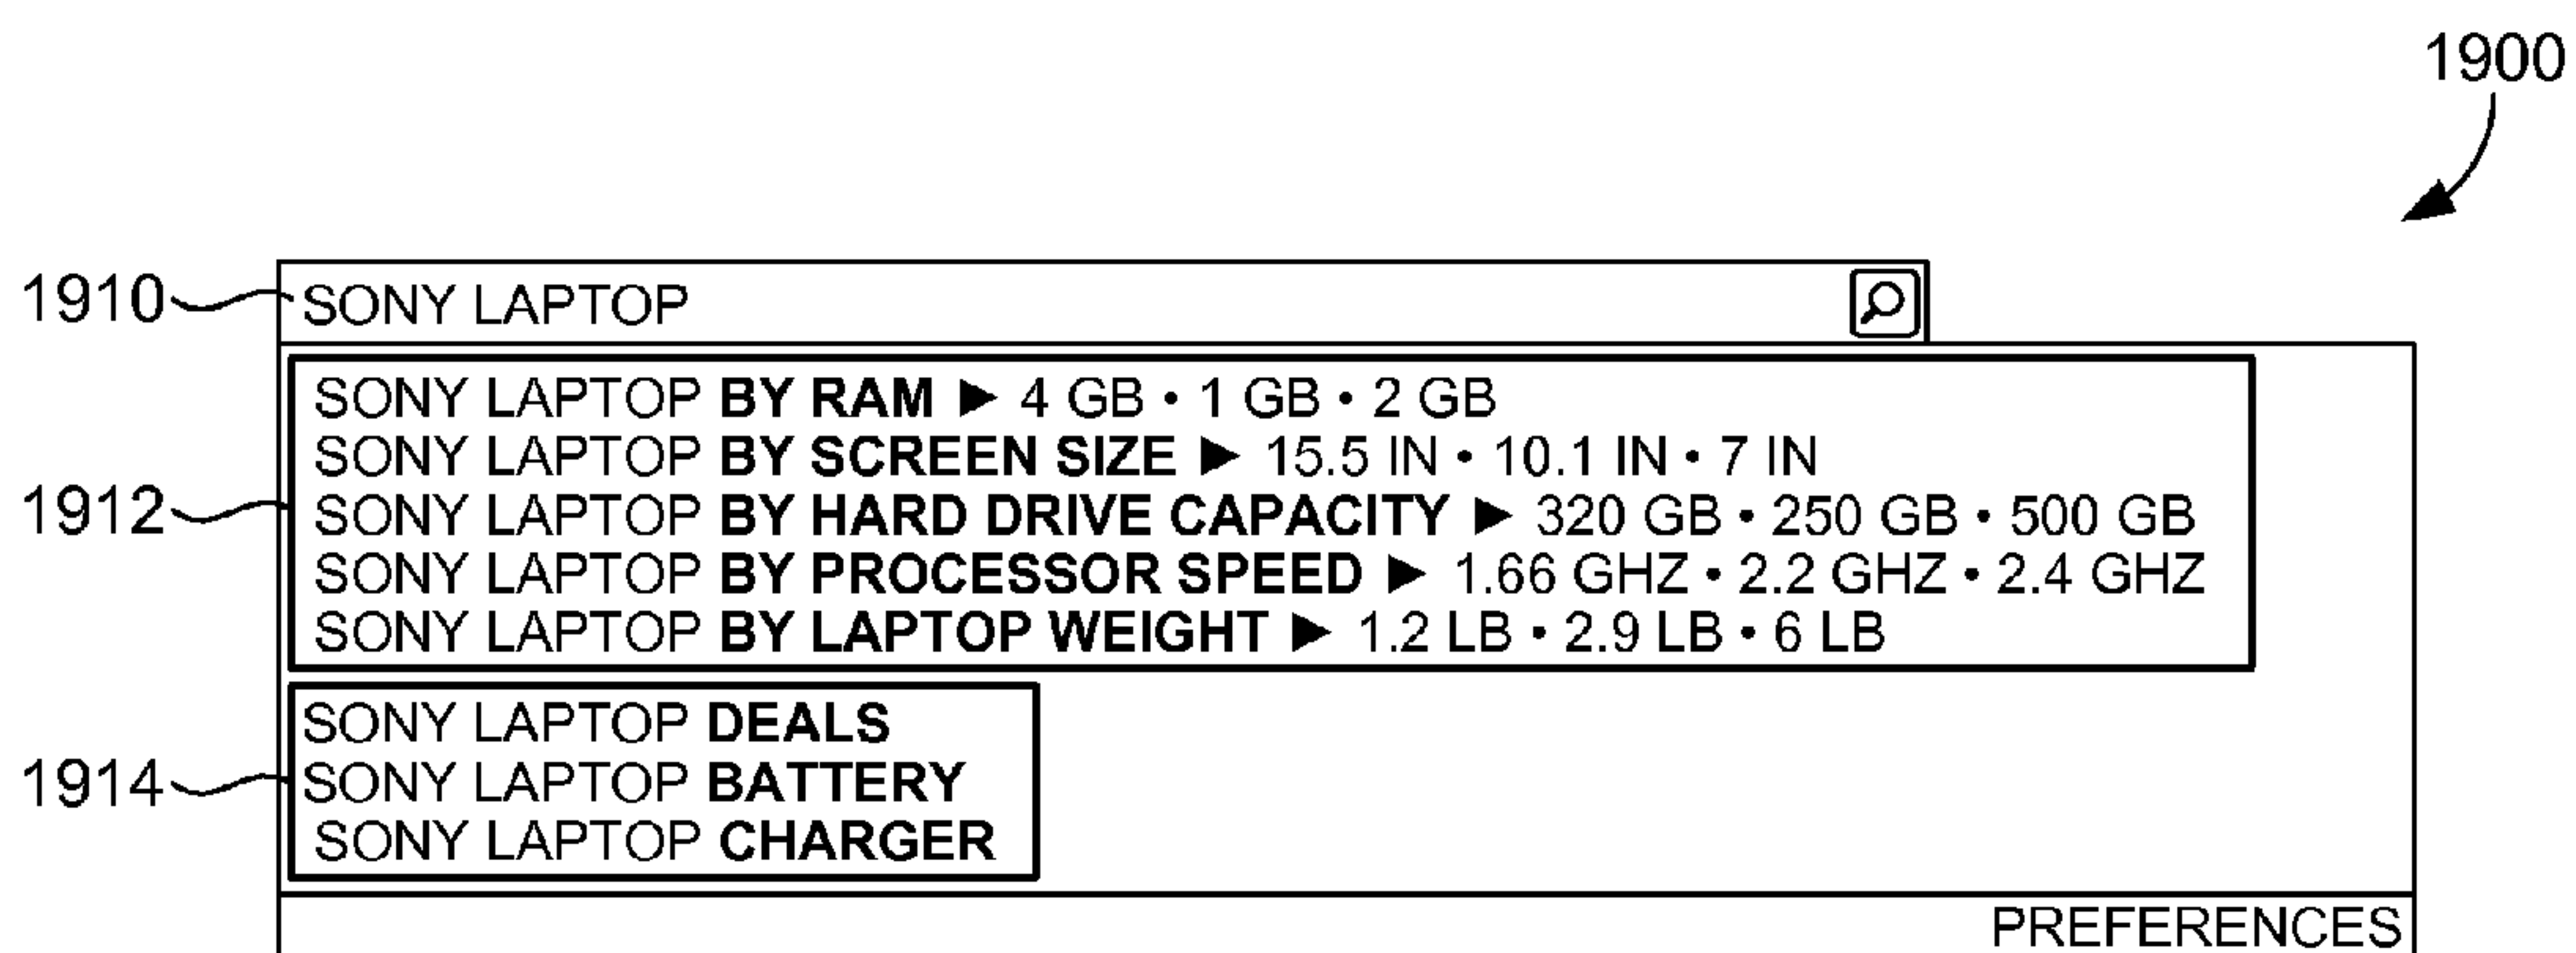 1900
1910 SONY LAPTOP
SONY LAPTOP BY RAM ▶ 4 GB • 1 GB • 2 GB
SONY LAPTOP BY SCREEN SIZE ▶ 15.5 IN • 10.1 IN • 7 IN
1912 SONY LAPTOP BY HARD DRIVE CAPACITY ▶ 320 GB • 250 GB • 500 GB
SONY LAPTOP BY PROCESSOR SPEED ▶ 1.66 GHZ • 2.2 GHZ • 2.4 GHZ
SONY LAPTOP BY LAPTOP WEIGHT ▶ 1.2 LB • 2.9 LB • 6 LB
SONY LAPTOP DEALS
1914 SONY LAPTOP BATTERY
SONY LAPTOP CHARGER
PREFERENCES